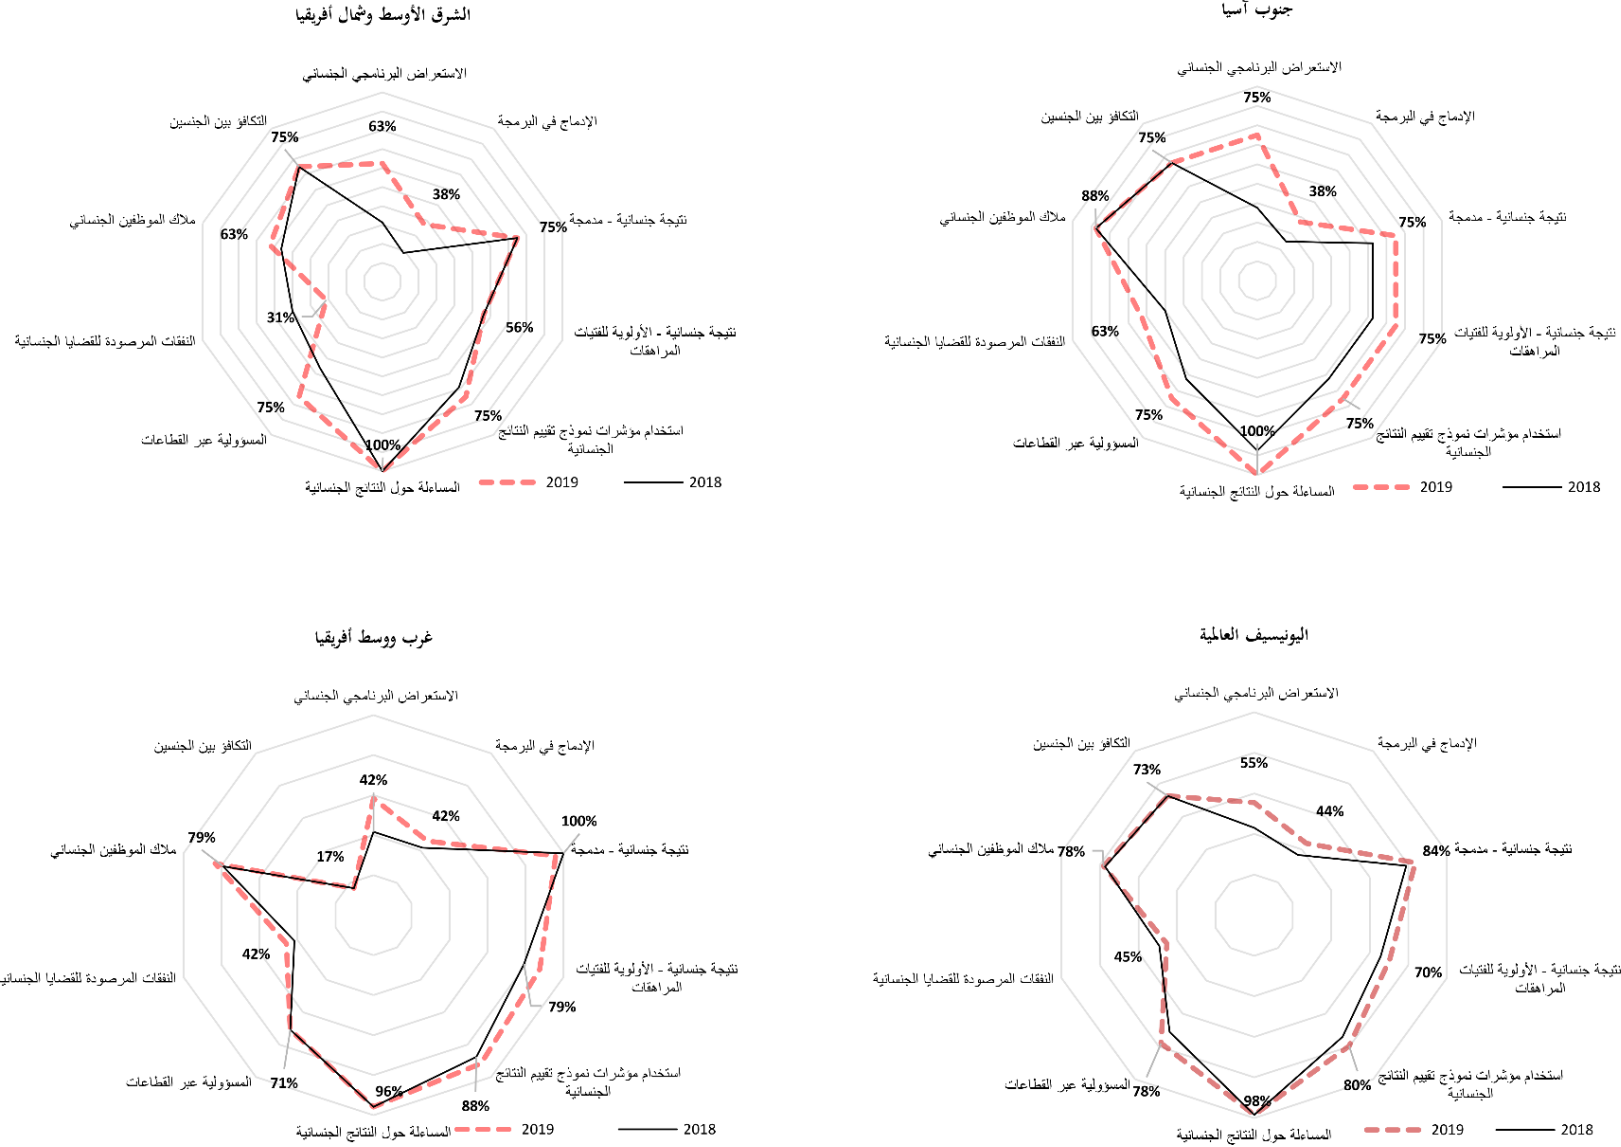 الشرق الأوسط وشمال أفريقيا
الاستعراض البرنامجي الجنساني
63%
الإدماج في البرمجة
38%
نتيجة جنسانية - مدمجة
75%
نتيجة جنسانية - الأولوية للفتيات
المراهقات
56%
استخدام مؤشرات نموذج تقييم النتائج
الجنسانية
75%
المساءلة حول النتائج الجنسانية
100%
المسؤولية عبر القطاعات
75%
النفقات المرصودة للقضايا الجنسانية
31%
ملاك الموظفين الجنساني
63%
التكافؤ بين الجنسين
75%
2019
2018
جنوب آسيا
الاستعراض البرنامجي الجنساني
75%
الإدماج في البرمجة
38%
نتيجة جنسانية - مدمجة
75%
نتيجة جنسانية - الأولوية للفتيات
المراهقات
75%
استخدام مؤشرات نموذج تقييم النتائج
الجنسانية
75%
المساءلة حول النتائج الجنسانية
100%
المسؤولية عبر القطاعات
75%
النفقات المرصودة للقضايا الجنسانية
63%
ملاك الموظفين الجنساني
88%
التكافؤ بين الجنسين
75%
2019
2018
غرب ووسط أفريقيا
الاستعراض البرنامجي الجنساني
42%
الإدماج في البرمجة
42%
نتيجة جنسانية - مدمجة
100%
نتيجة جنسانية - الأولوية للفتيات
المراهقات
79%
استخدام مؤشرات نموذج تقييم النتائج
الجنسانية
88%
المساءلة حول النتائج الجنسانية
96%
المسؤولية عبر القطاعات
71%
النفقات المرصودة للقضايا الجنسانية
42%
ملاك الموظفين الجنساني
79%
التكافؤ بين الجنسين
17%
2019
2018
اليونيسيف العالمية
الاستعراض البرنامجي الجنساني
55%
الإدماج في البرمجة
44%
نتيجة جنسانية - مدمجة
84%
نتيجة جنسانية - الأولوية للفتيات
المراهقات
70%
استخدام مؤشرات نموذج تقييم النتائج
الجنسانية
80%
المساءلة حول النتائج الجنسانية
98%
المسؤولية عبر القطاعات
78%
النفقات المرصودة للقضايا الجنسانية
45%
ملاك الموظفين الجنساني
78%
التكافؤ بين الجنسين
73%
2019
2018